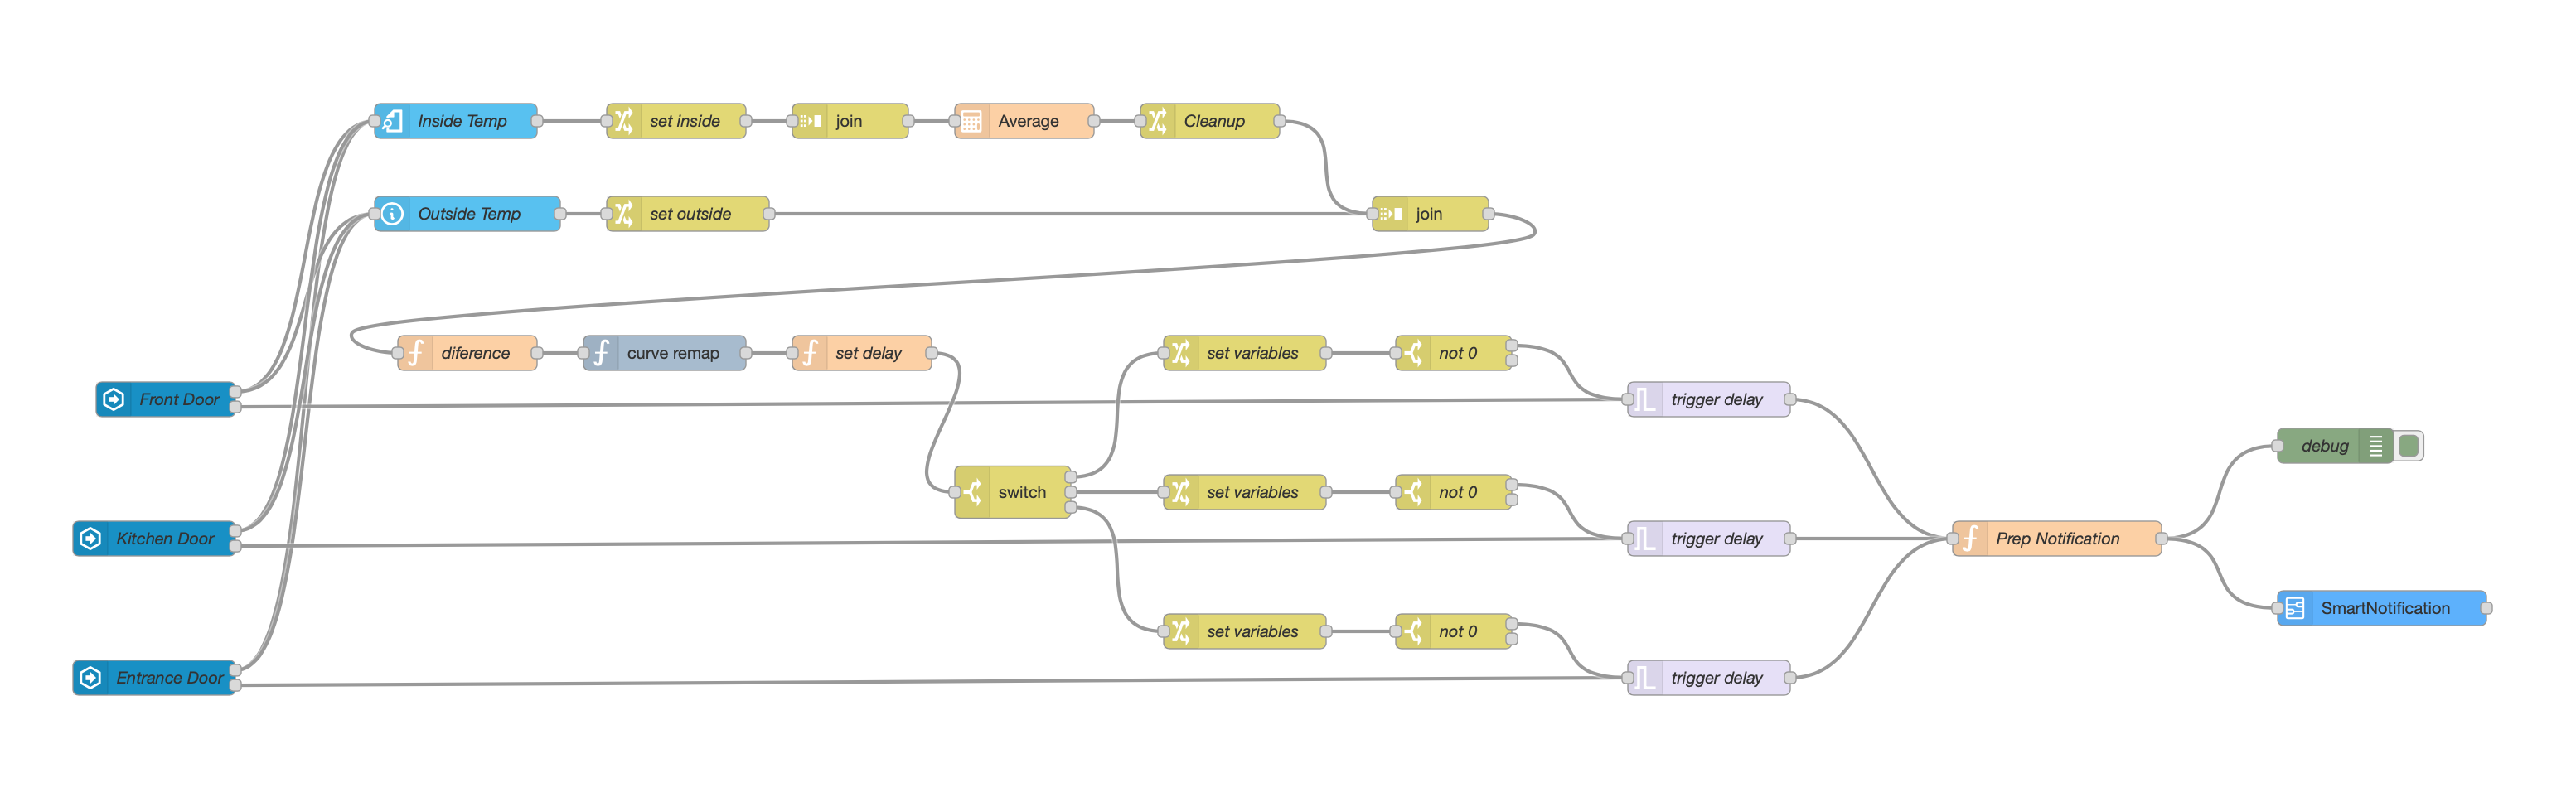 Inside Temp
set inside
join
Average
Cleanup
Outside Temp
set outside
join
diference
curve remap
set delay
set variables
not 0
Front Door
trigger delay
debug
switch
set variables
not 0
Kitchen Door
trigger delay
Prep Notification
SmartNotification
set variables
not 0
Entrance Door
trigger delay